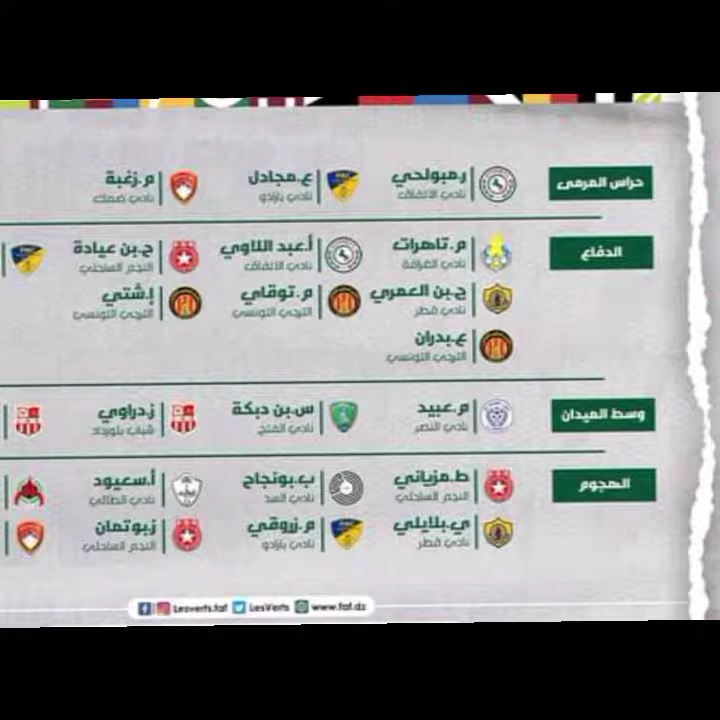 حراس المرمى
ر.مبولحي
نادي الاتفاق
ع.مجادل
نادي بارادو
م.زغبة
نادي ضمك
الدفاع
م.تاهرات
نادي الغرافة
أ.عبد اللاوي
نادي الاتفاق
ح.بن عيادة
النجم الساحلي
ج.بن العمري
نادي قطر
م.توقاي
الترجي التونسي
إ.شتي
الترجي التونسي
ع.بدران
الترجي التونسي
وسط الميدان
م.عبيد
نادي النصر
س.بن دبكة
نادي الفتح
ز.دراوي
شباب بلوزداد
الهجوم
ط.مزياني
النجم الساحلي
ب.بونجاح
نادي السد
أ.سعيود
نادي الطائي
ي.بلايلي
نادي قطر
م.زروقي
نادي بارادو
ز.بوتمان
النجم الساحلي
Lesverts.faf LesVerts www.faf.dz